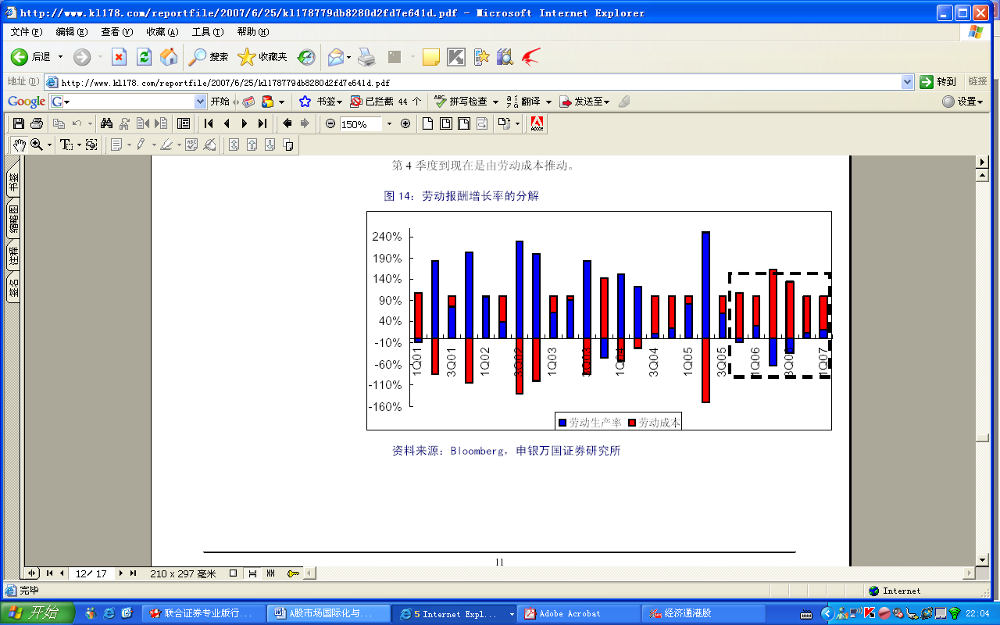 http://www.kl178.com/reportfile/2007/6/25/kl178779db8280d2fd7e641d.pdf - Microsoft Internet Explorer
文件(F) 编辑(E) 查看(V) 收藏(A) 工具(T) 帮助(H)
后退 搜索 收藏夹
地址(D) http://www.kl178.com/reportfile/2007/6/25/kl178779db8280d2fd7e641d.pdf 转到 链接
Google G 开始 书签 已拦截 44 个 拼写检查 翻译 发送至 设置
150% Adobe
书签
缩略图
注释
签名
第 4 季度到现在是由劳动成本推动。
图 14: 劳动报酬增长率的分解
240%
190%
140%
90%
40%
-10%
-60%
-110%
-160%
1Q01 3Q01 1Q02 3Q02 1Q03 3Q03 1Q04 3Q04 1Q05 3Q05 1Q06 3Q06 1Q07
劳动生产率 劳动成本
资料来源: Bloomberg, 申银万国证券研究所
11
12/ 17 210 x 297 毫米
完毕 Internet
开始 联合证券专业版行... A股市场国际化与... 5 Internet Expl... Adobe Acrobat 经济通港股 22:04